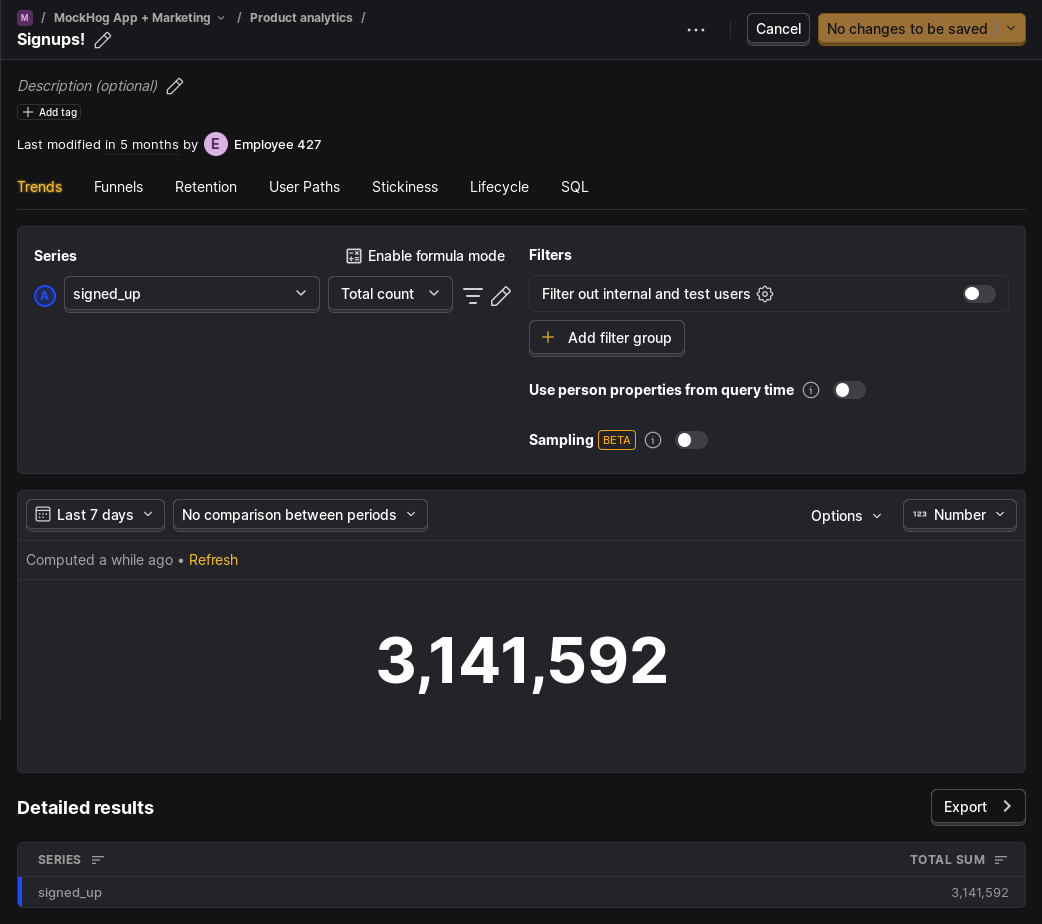 M / MockHog App + Marketing / Product analytics /
Signups!
Cancel
No changes to be saved
Description (optional)
Add tag
Last modified in 5 months by E Employee 427
Trends Funnels Retention User Paths Stickiness Lifecycle SQL
Series
Enable formula mode
A signed_up Total count
Filters
Filter out internal and test users
Add filter group
Use person properties from query time
Sampling BETA
Last 7 days No comparison between periods Options 123 Number
Computed a while ago • Refresh
3,141,592
Detailed results
Export
SERIES TOTAL SUM
signed_up 3,141,592